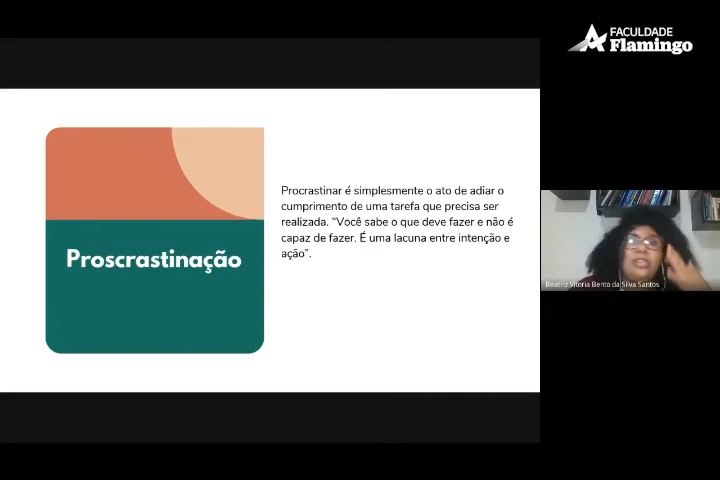 FACULDADE
Flamingo
Proscrastinação
Procrastinar é simplesmente o ato de adiar o
cumprimento de uma tarefa que precisa ser
realizada. “Você sabe o que deve fazer e não é
capaz de fazer. É uma lacuna entre intenção e
ação”.
Beatriz Vitoria Bento da Silva Santos